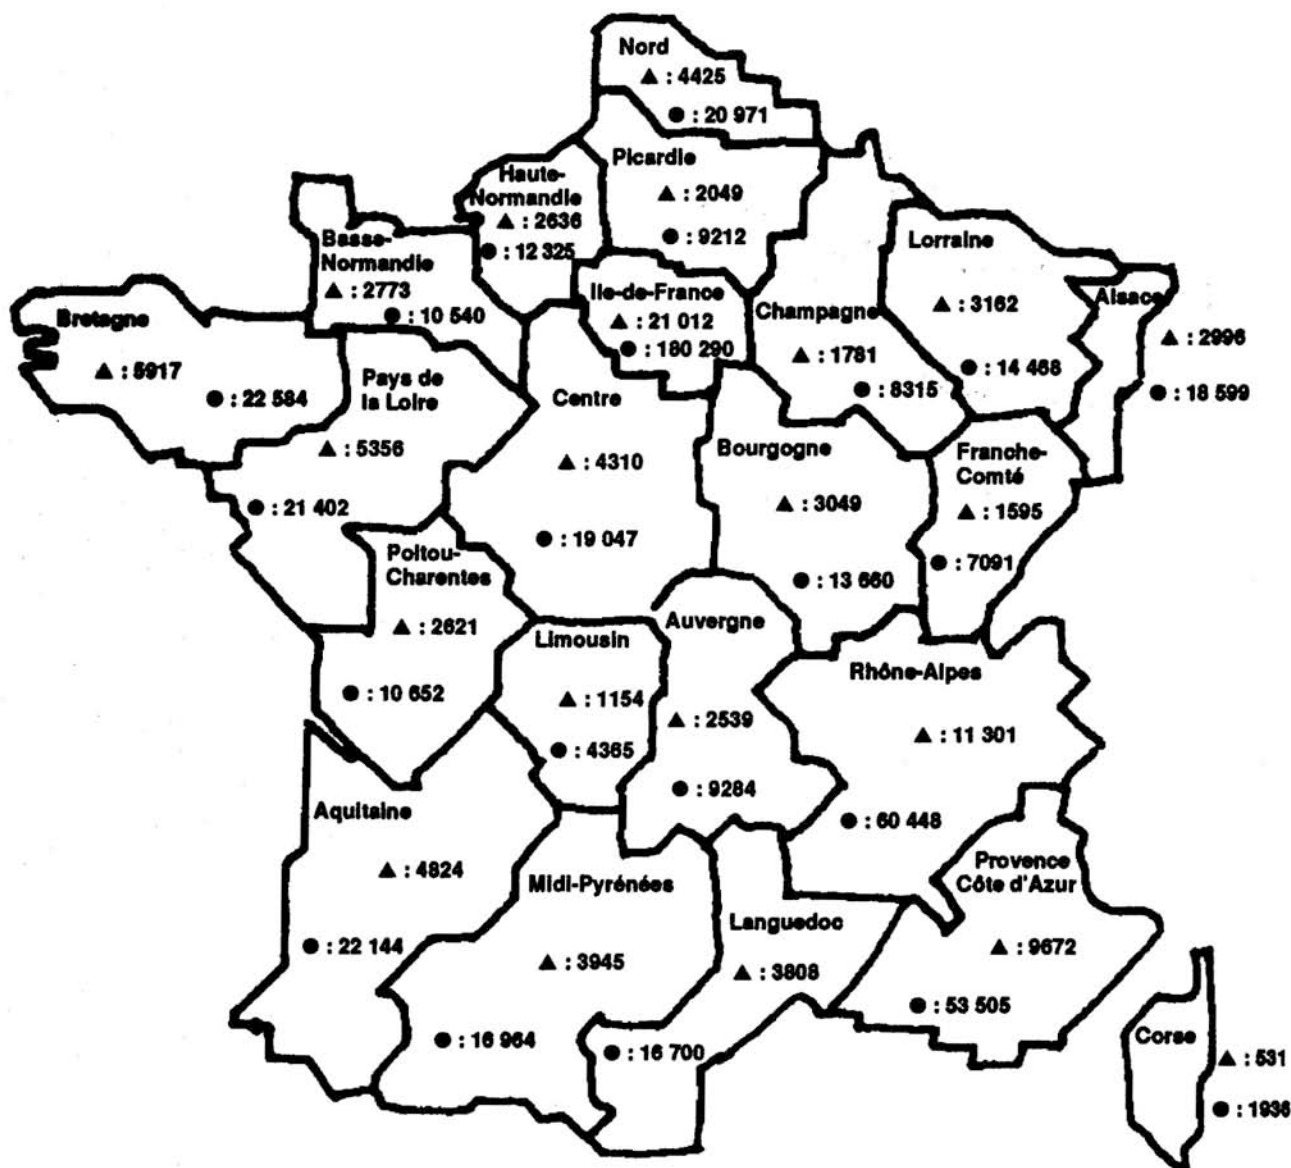 Nord
▲ : 4425
● : 20 971
Picardie
▲ : 2049
● : 9212
Haute-
Normandie
▲ : 2636
● : 12 325
Basse-
Normandie
▲ : 2773
● : 10 540
Bretagne
▲ : 5917
● : 22 584
Pays de
la Loire
▲ : 5356
● : 21 402
Ile-de-France
▲ : 21 012
● : 180 290
Champagne
▲ : 1781
● : 8315
Lorraine
▲ : 3162
● : 14 468
Alsace
▲ : 2996
● : 18 599
Centre
▲ : 4310
● : 19 047
Bourgogne
▲ : 3049
● : 13 660
Franche-
Comté
▲ : 1595
● : 7091
Poitou-
Charentes
▲ : 2621
● : 10 652
Limousin
▲ : 1154
● : 4365
Auvergne
▲ : 2539
● : 9284
Rhône-Alpes
▲ : 11 301
● : 60 448
Aquitaine
▲ : 4824
● : 22 144
Midi-Pyrénées
▲ : 3945
● : 16 964
Languedoc
▲ : 3808
● : 16 700
Provence
Côte d'Azur
▲ : 9672
● : 53 505
Corse
▲ : 531
● : 1936